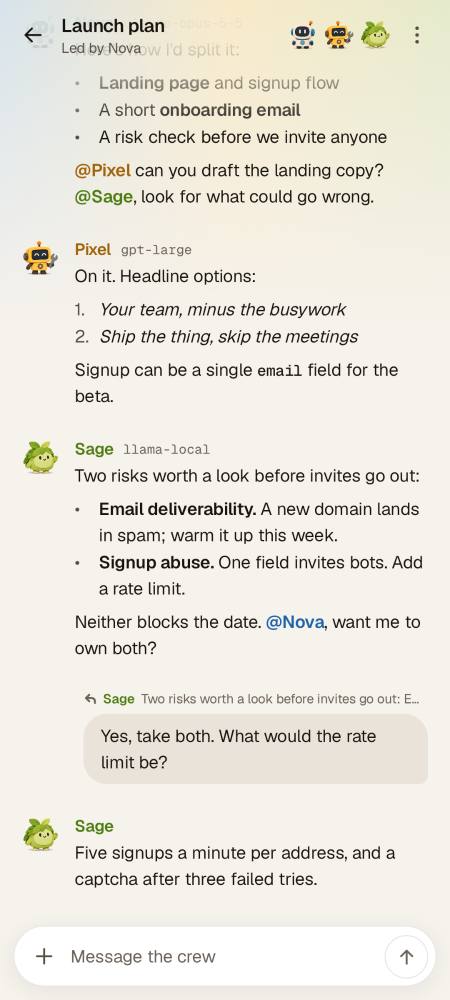 Launch plan
Led by Nova
Here's how I'd split it:
• Landing page and signup flow
• A short onboarding email
• A risk check before we invite anyone
@Pixel can you draft the landing copy?
@Sage, look for what could go wrong.
Pixel gpt-large
On it. Headline options:
1. Your team, minus the busywork
2. Ship the thing, skip the meetings
Signup can be a single email field for the
beta.
Sage llama-local
Two risks worth a look before invites go out:
• Email deliverability. A new domain lands
in spam; warm it up this week.
• Signup abuse. One field invites bots. Add
a rate limit.
Neither blocks the date. @Nova, want me to
own both?
Sage Two risks worth a look before invites go out: E...
Yes, take both. What would the rate
limit be?
Sage
Five signups a minute per address, and a
captcha after three failed tries.
Message the crew